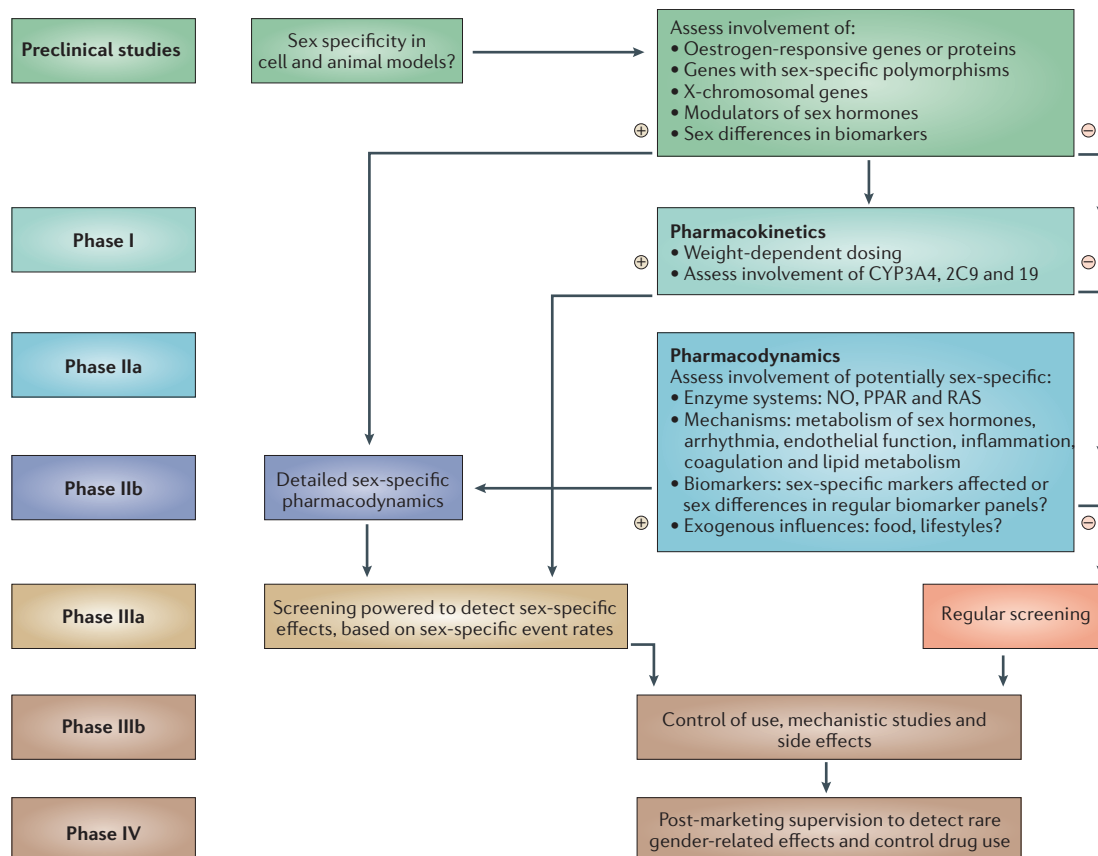 Preclinical studies
Sex specificity in
cell and animal models?
Assess involvement of:
• Oestrogen-responsive genes or proteins
• Genes with sex-specific polymorphisms
• X-chromosomal genes
• Modulators of sex hormones
• Sex differences in biomarkers
+
−
Phase I
Pharmacokinetics
• Weight-dependent dosing
• Assess involvement of CYP3A4, 2C9 and 19
+
−
Phase IIa
Pharmacodynamics
Assess involvement of potentially sex-specific:
• Enzyme systems: NO, PPAR and RAS
• Mechanisms: metabolism of sex hormones,
arrhythmia, endothelial function, inflammation,
coagulation and lipid metabolism
• Biomarkers: sex-specific markers affected or
sex differences in regular biomarker panels?
• Exogenous influences: food, lifestyles?
+
−
Phase IIb
Detailed sex-specific
pharmacodynamics
Phase IIIa
Screening powered to detect sex-specific
effects, based on sex-specific event rates
Regular screening
Phase IIIb
Control of use, mechanistic studies and
side effects
Phase IV
Post-marketing supervision to detect rare
gender-related effects and control drug use